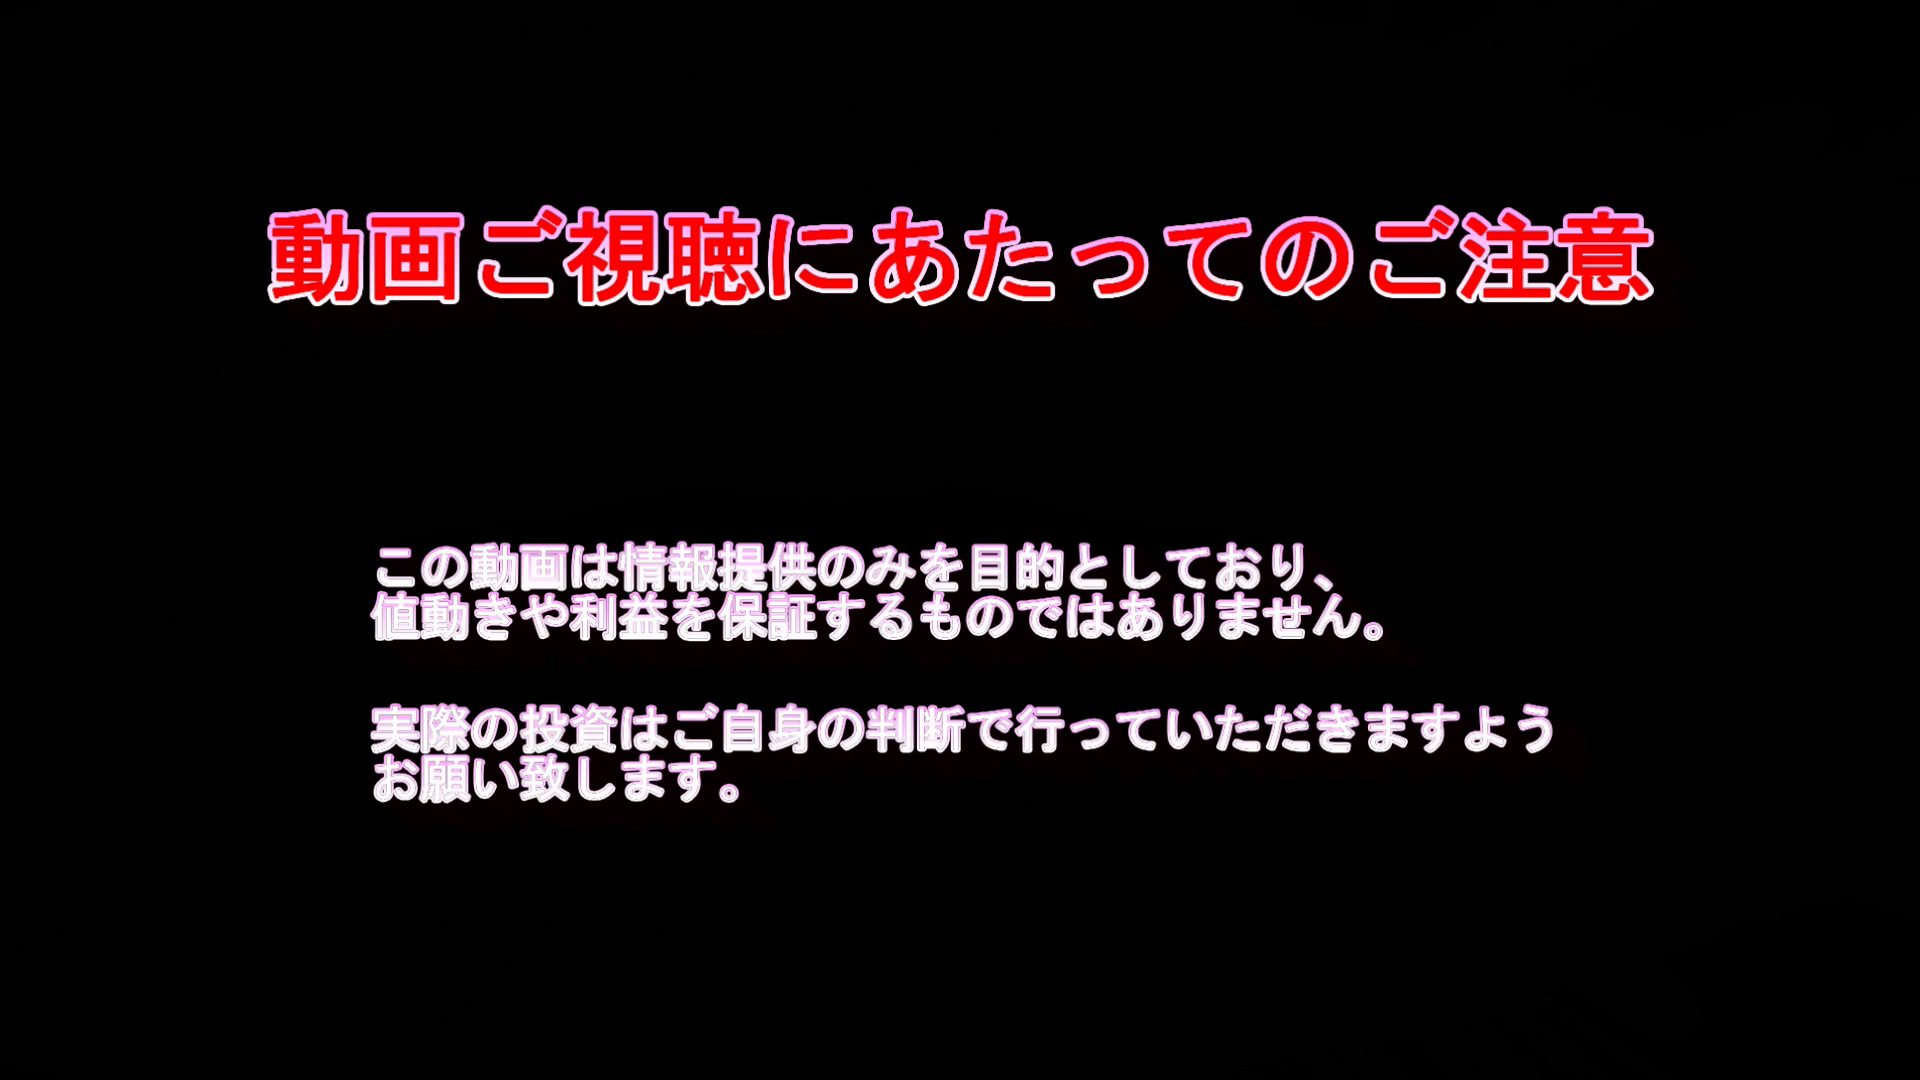 動画ご視聴にあたってのご注意
この動画は情報提供のみを目的としており、
値動きや利益を保証するものではありません。
実際の投資はご自身の判断で行っていただきますよう
お願い致します。